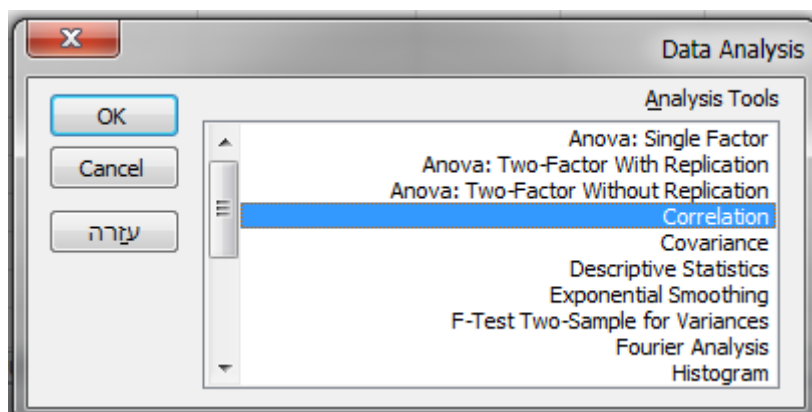 Data Analysis
Analysis Tools
Anova: Single Factor
Anova: Two-Factor With Replication
Anova: Two-Factor Without Replication
Correlation
Covariance
Descriptive Statistics
Exponential Smoothing
F-Test Two-Sample for Variances
Fourier Analysis
Histogram
OK
Cancel
עזרה